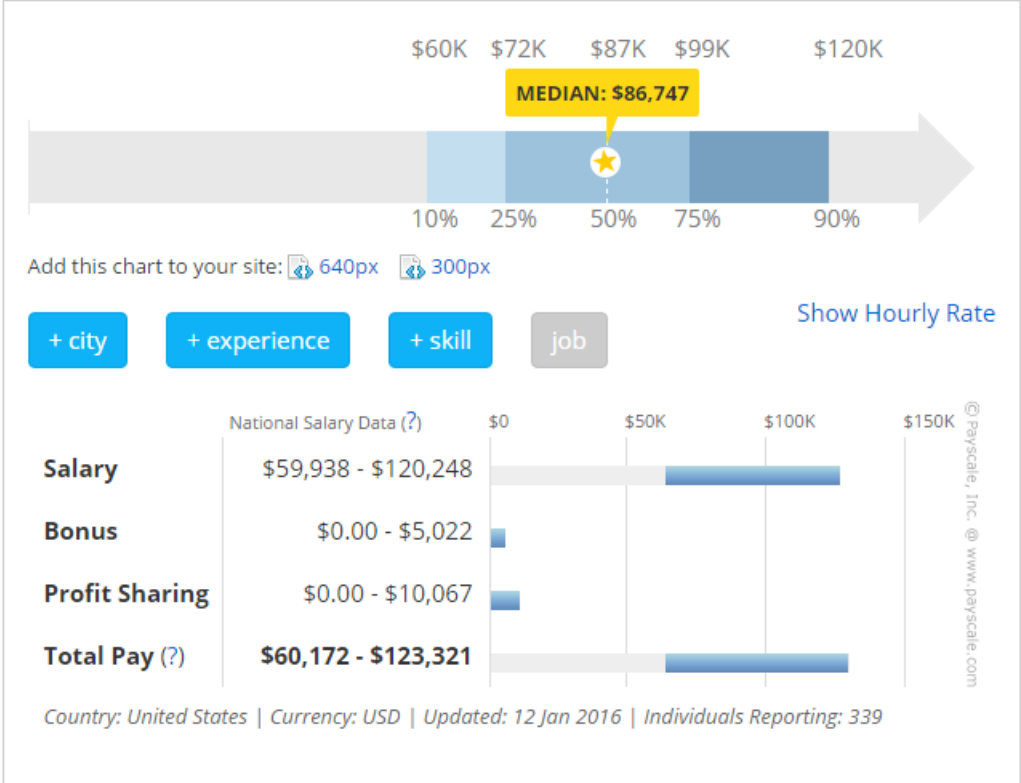 $60K $72K $87K $99K $120K
MEDIAN: $86,747
10% 25% 50% 75% 90%
Add this chart to your site: 640px 300px
Show Hourly Rate
+ city + experience + skill job
National Salary Data (?) $0 $50K $100K $150K
Salary $59,938 - $120,248
Bonus $0.00 - $5,022
Profit Sharing $0.00 - $10,067
Total Pay (?) $60,172 - $123,321
© Payscale, Inc. @ www.payscale.com
Country: United States | Currency: USD | Updated: 12 Jan 2016 | Individuals Reporting: 339